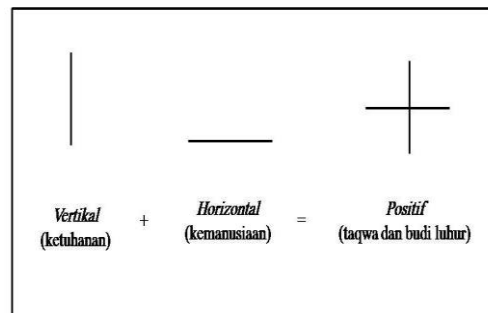 Vertikal + Horizontal = Positif
(ketuhanan) (kemanusiaan) (taqwa dan budi luhur)